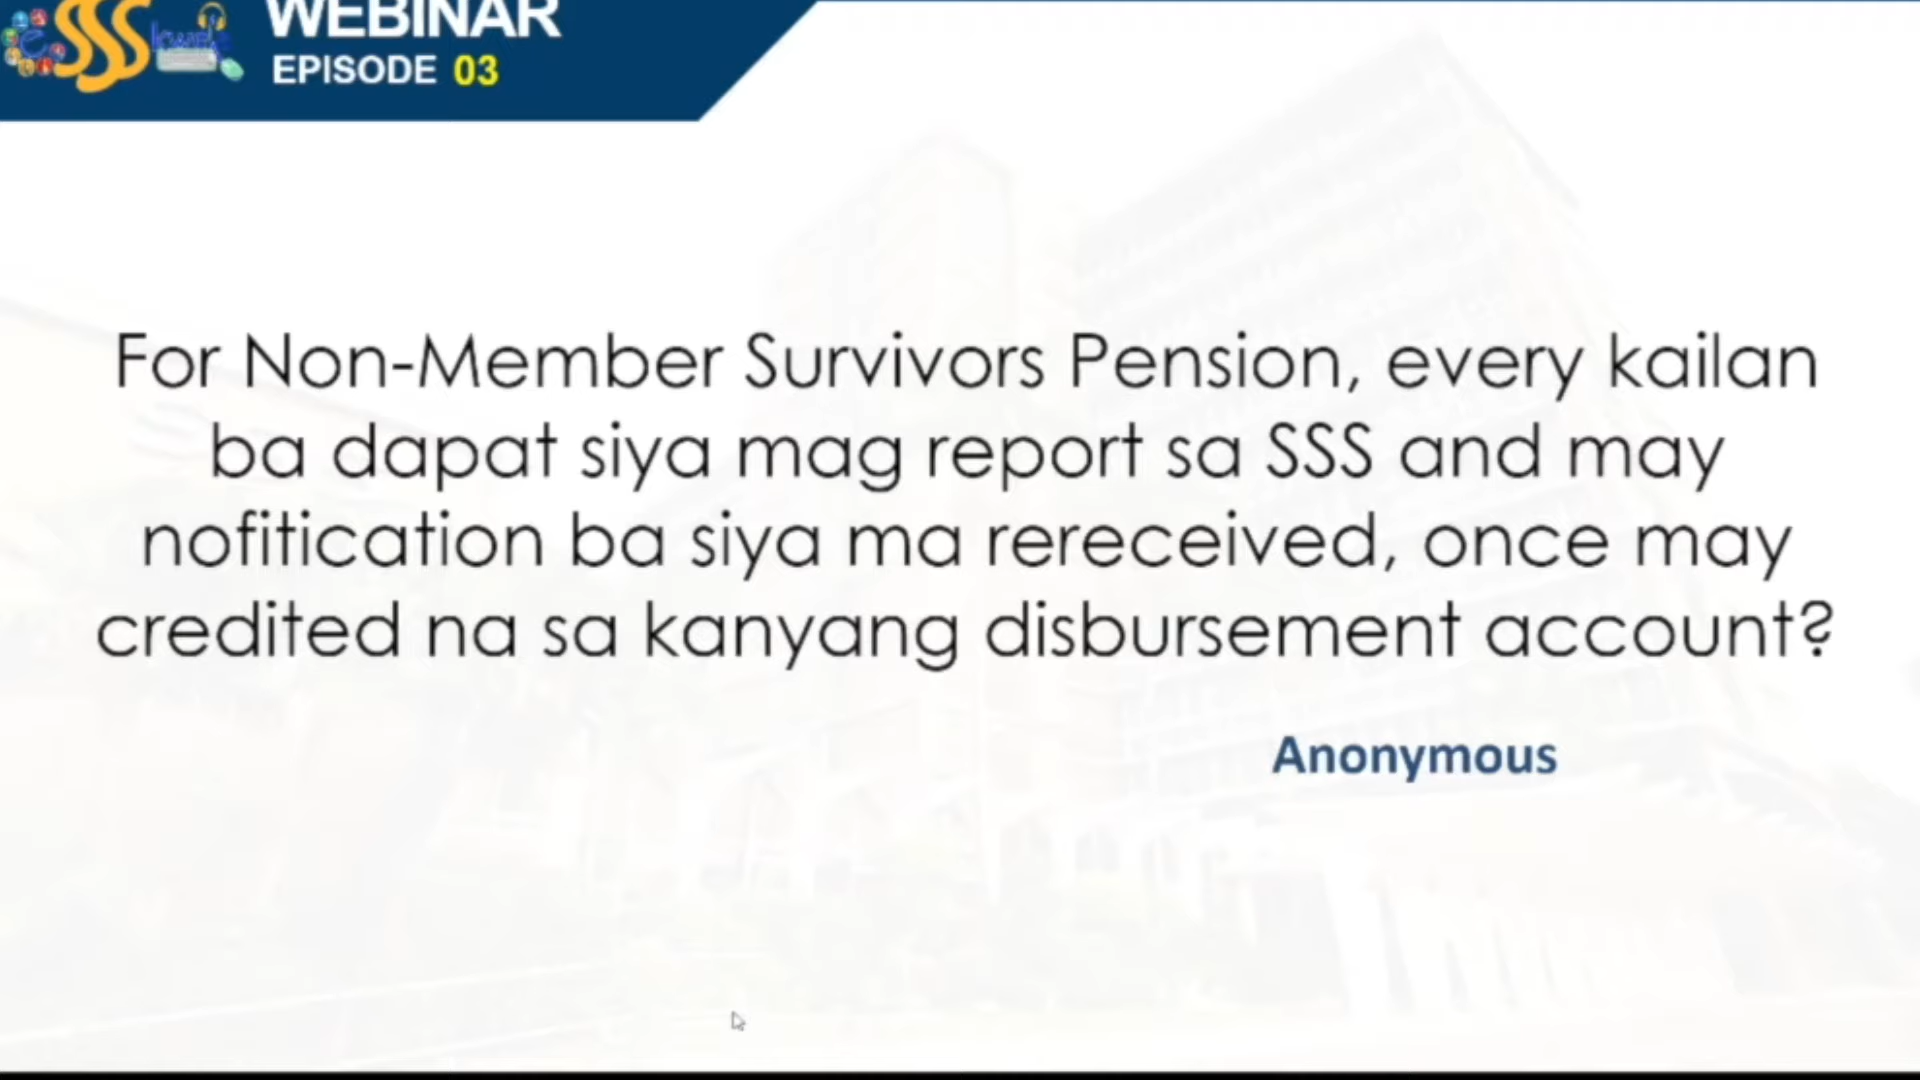 eSSSkwela WEBINAR
EPISODE 03
For Non-Member Survivors Pension, every kailan
ba dapat siya mag report sa SSS and may
nofitication ba siya ma rereceived, once may
credited na sa kanyang disbursement account?
Anonymous